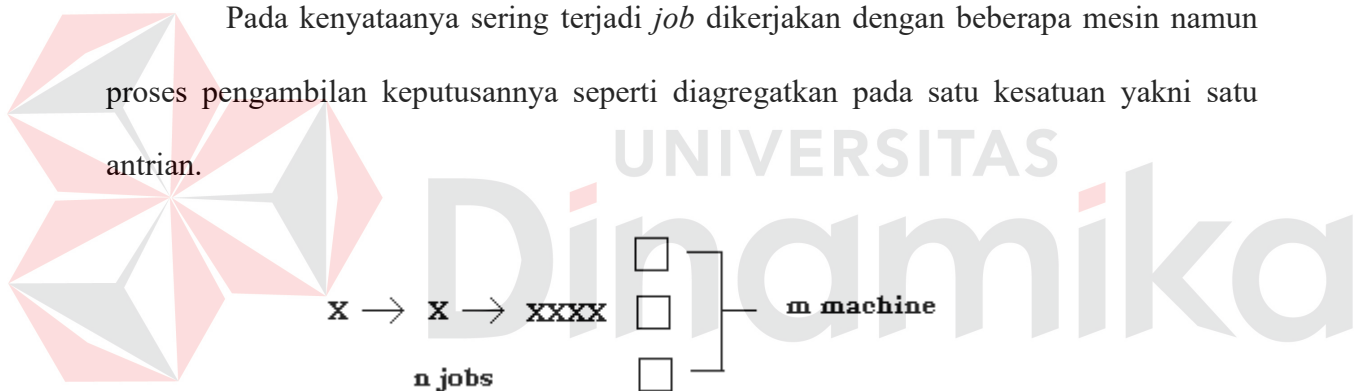 Pada kenyataanya sering terjadi job dikerjakan dengan beberapa mesin namun
proses pengambilan keputusannya seperti diagregatkan pada satu kesatuan yakni satu
antrian.
UNIVERSITAS
Dinamika
X → X → XXXX m machine
n jobs